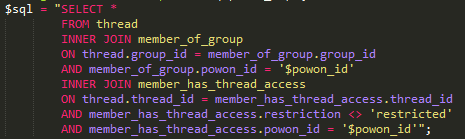 $sql = "SELECT *
FROM thread
INNER JOIN member_of_group
ON thread.group_id = member_of_group.group_id
AND member_of_group.powon_id = '$powon_id'
INNER JOIN member_has_thread_access
ON thread.thread_id = member_has_thread_access.thread_id
AND member_has_thread_access.restriction <> 'restricted'
AND member_has_thread_access.powon_id = '$powon_id'";